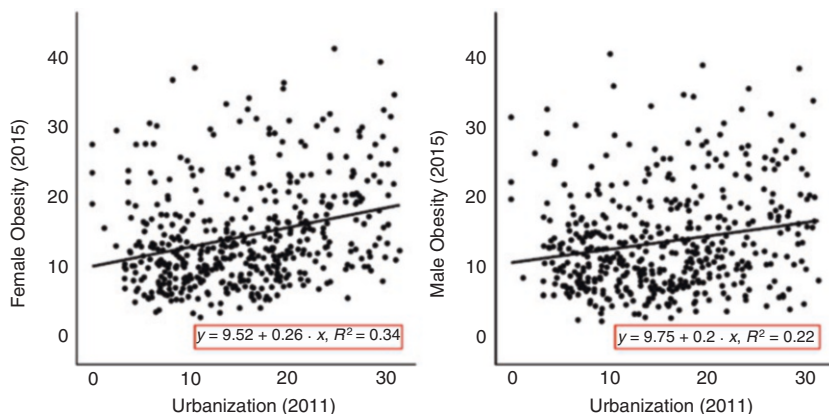 Female Obesity (2015)
40
30
20
10
0
y = 9.52 + 0.26 · x, R² = 0.34
0 10 20 30
Urbanization (2011)
Male Obesity (2015)
40
30
20
10
0
y = 9.75 + 0.2 · x, R² = 0.22
0 10 20 30
Urbanization (2011)